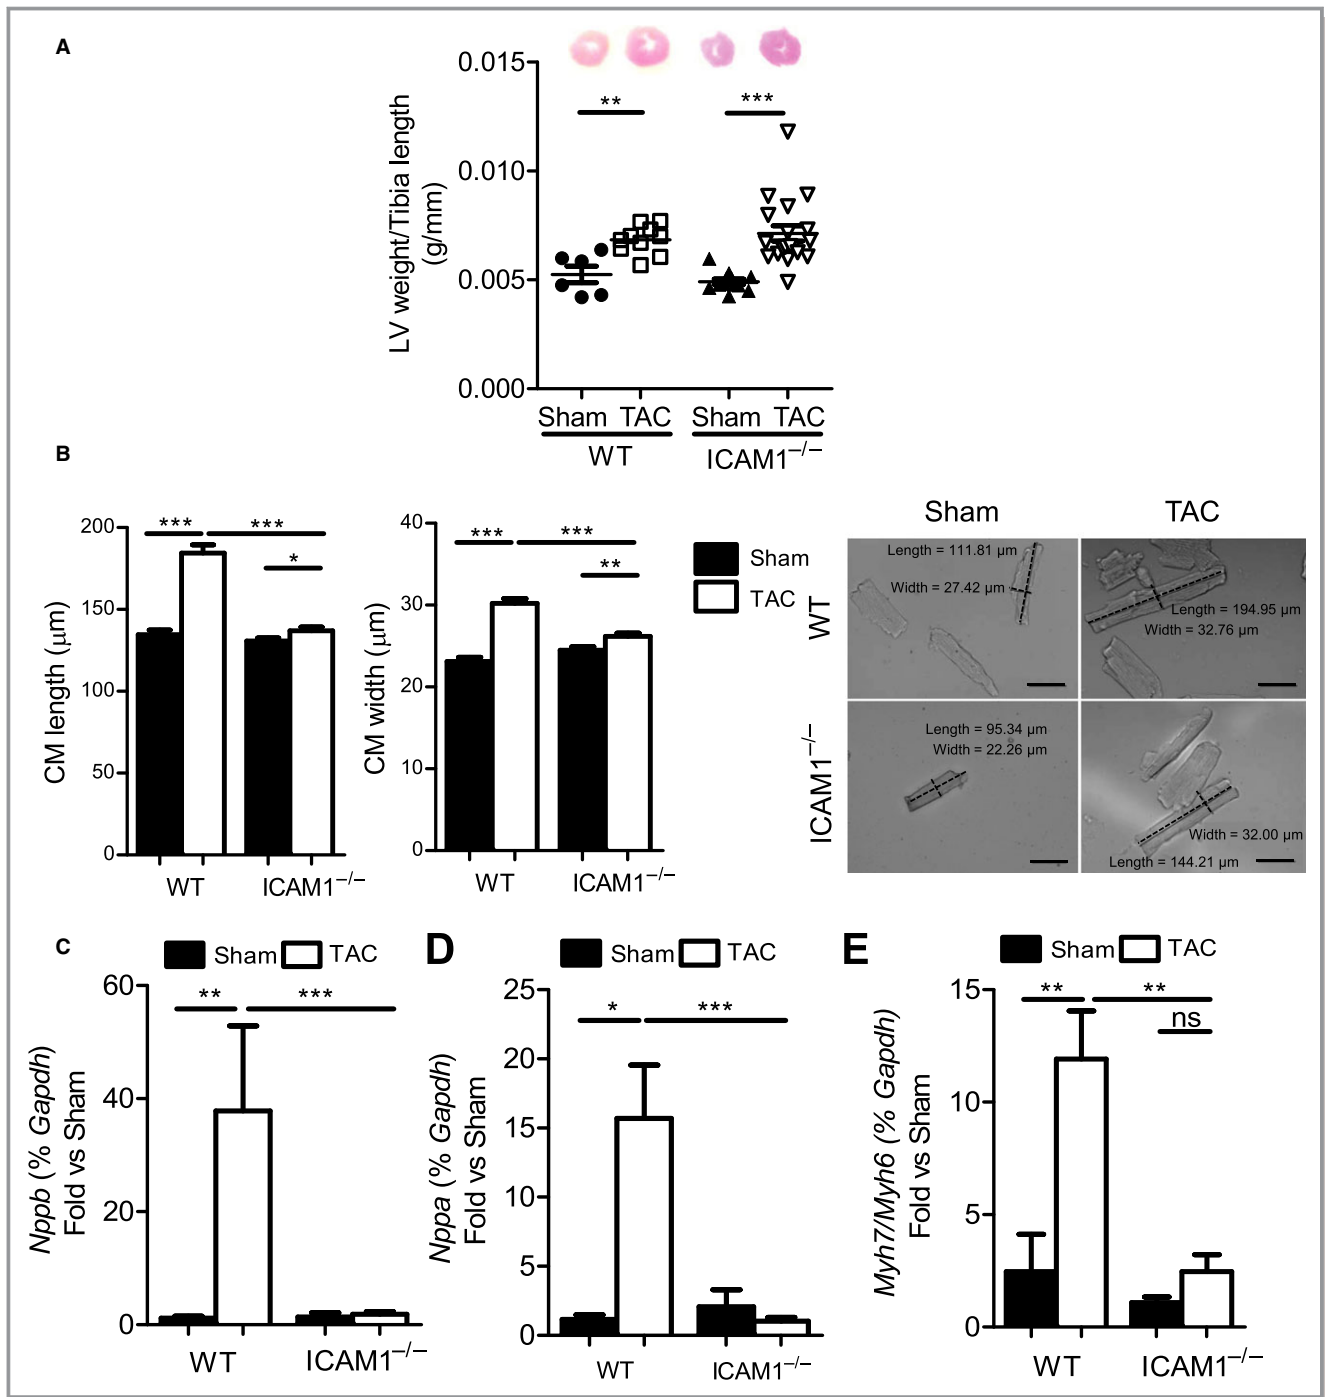 A
0.015
0.010
0.005
0.000
LV weight/Tibia length
(g/mm)
**
***
Sham TAC
Sham TAC
WT
ICAM1–/–
B
200
150
100
50
0
CM length (μm)
***
***
*
WT
ICAM1–/–
40
30
20
10
0
CM width (μm)
***
***
**
WT
ICAM1–/–
Sham
TAC
Sham
TAC
WT
ICAM1–/–
Length = 111.81 μm
Width = 27.42 μm
Length = 194.95 μm
Width = 32.76 μm
Length = 95.34 μm
Width = 22.26 μm
Width = 32.00 μm
Length = 144.21 μm
C
Sham TAC
60
40
20
0
Nppb (% Gapdh)
Fold vs Sham
**
***
WT
ICAM1–/–
D
Sham TAC
25
20
15
10
5
0
Nppa (% Gapdh)
Fold vs Sham
*
***
WT
ICAM1–/–
E
Sham TAC
15
10
5
0
Myh7/Myh6 (% Gapdh)
Fold vs Sham
**
**
ns
WT
ICAM1–/–